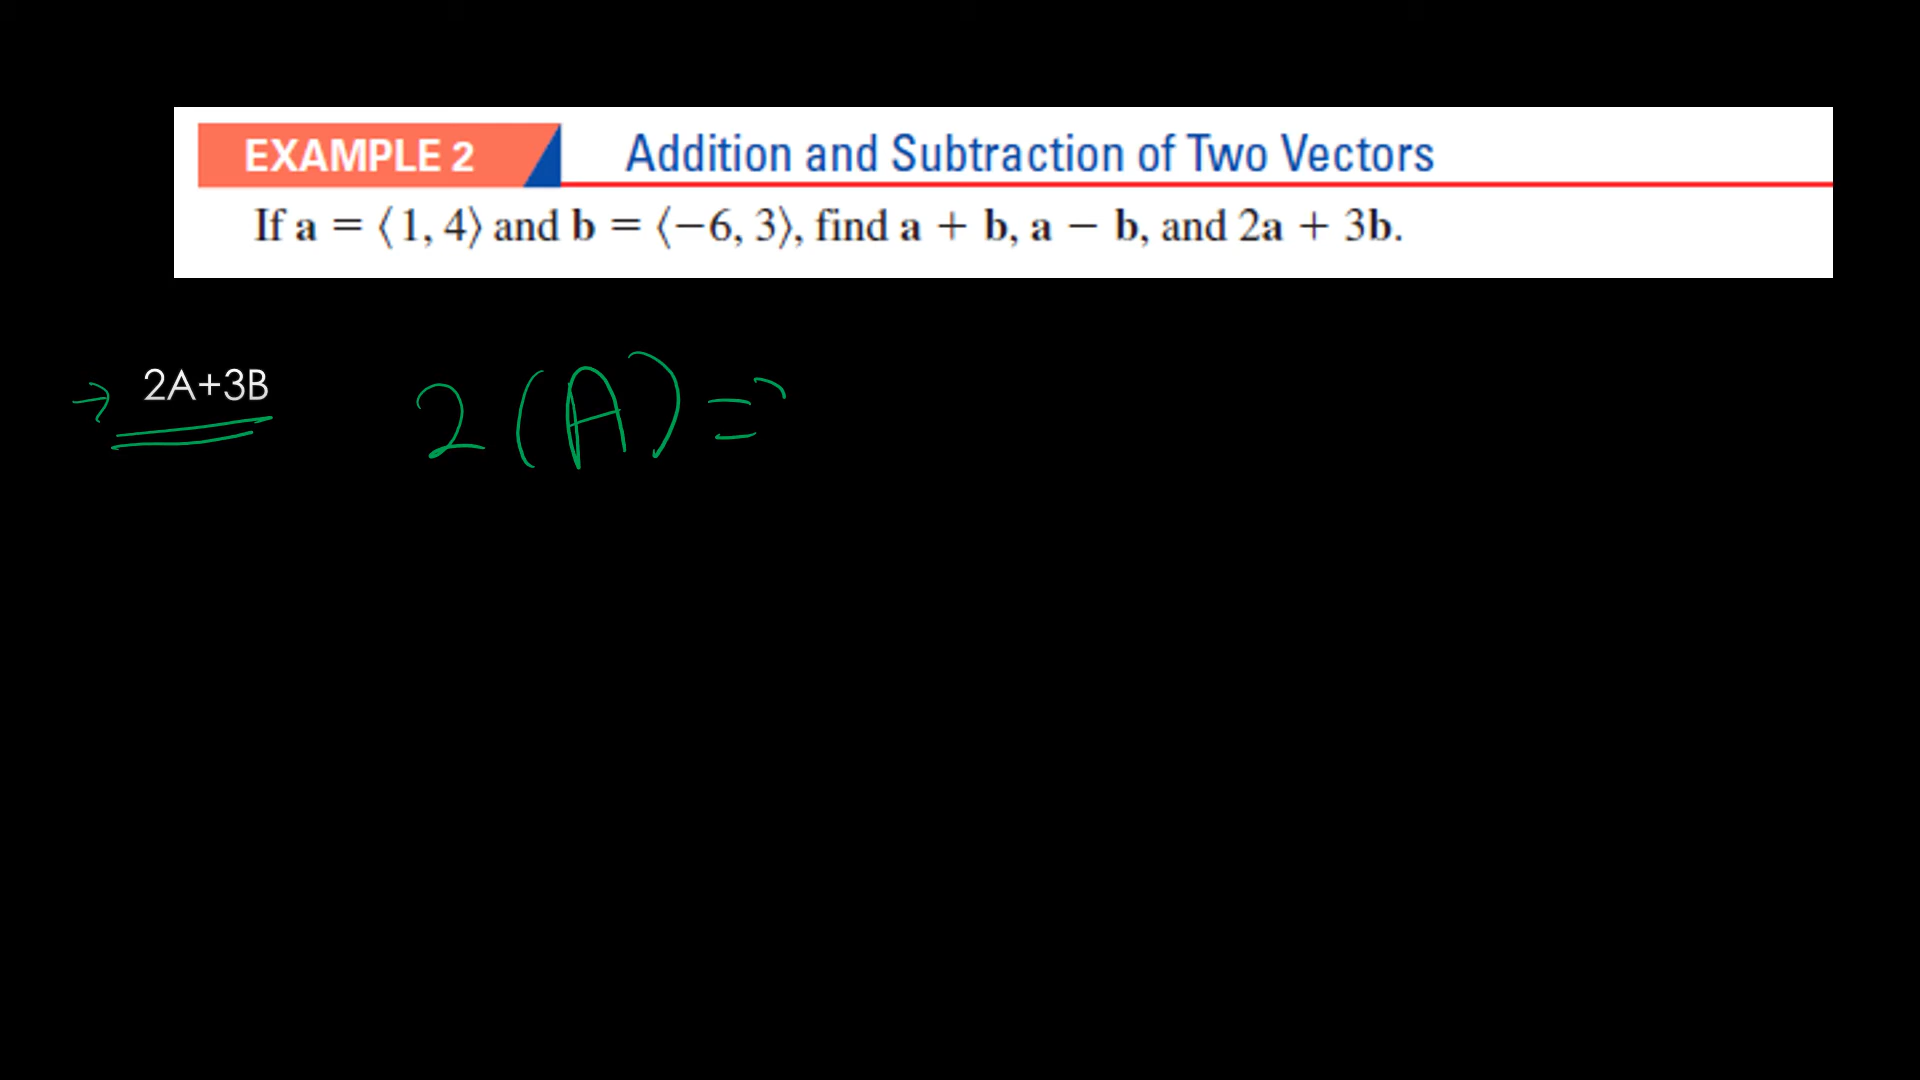 EXAMPLE 2 Addition and Subtraction of Two Vectors
If a = ⟨1, 4⟩ and b = ⟨−6, 3⟩, find a + b, a − b, and 2a + 3b.
2A+3B 2(A) =